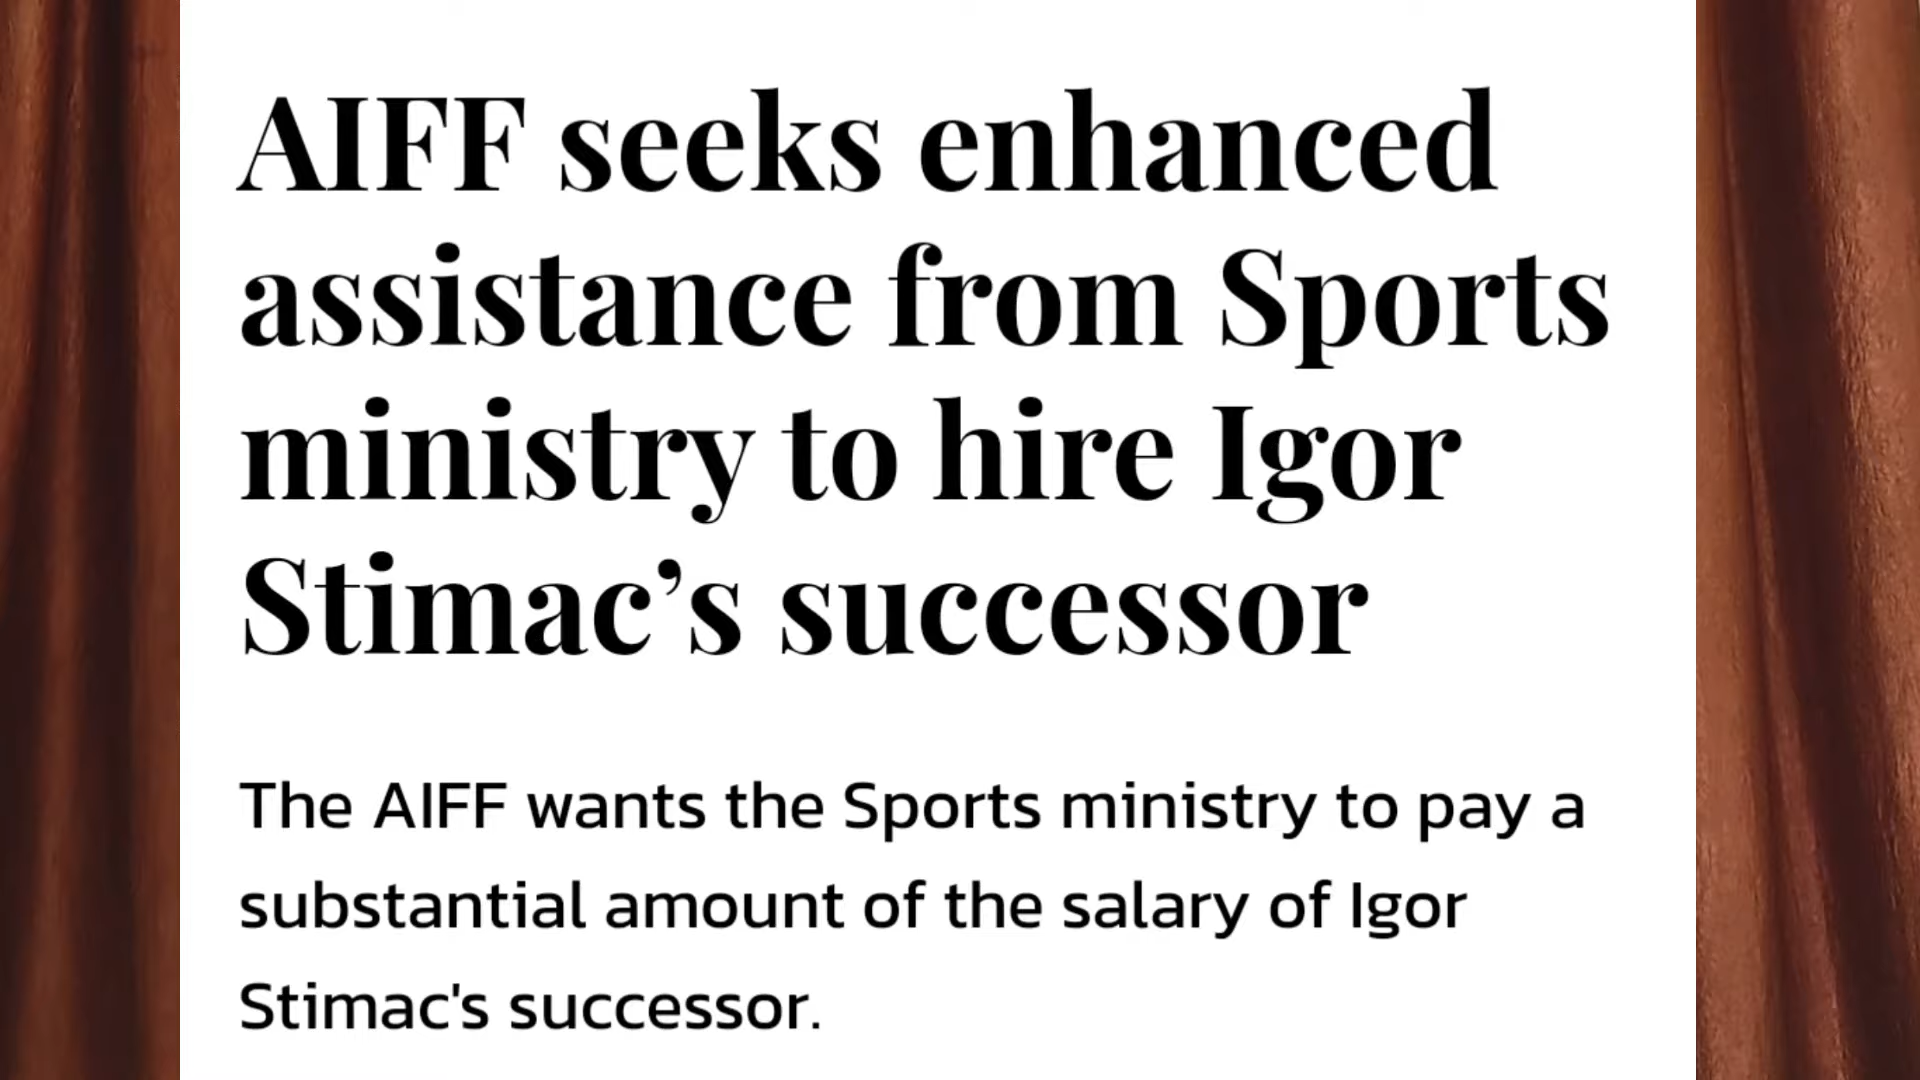 AIFF seeks enhanced
assistance from Sports
ministry to hire Igor
Stimac’s successor
The AIFF wants the Sports ministry to pay a
substantial amount of the salary of Igor
Stimac's successor.